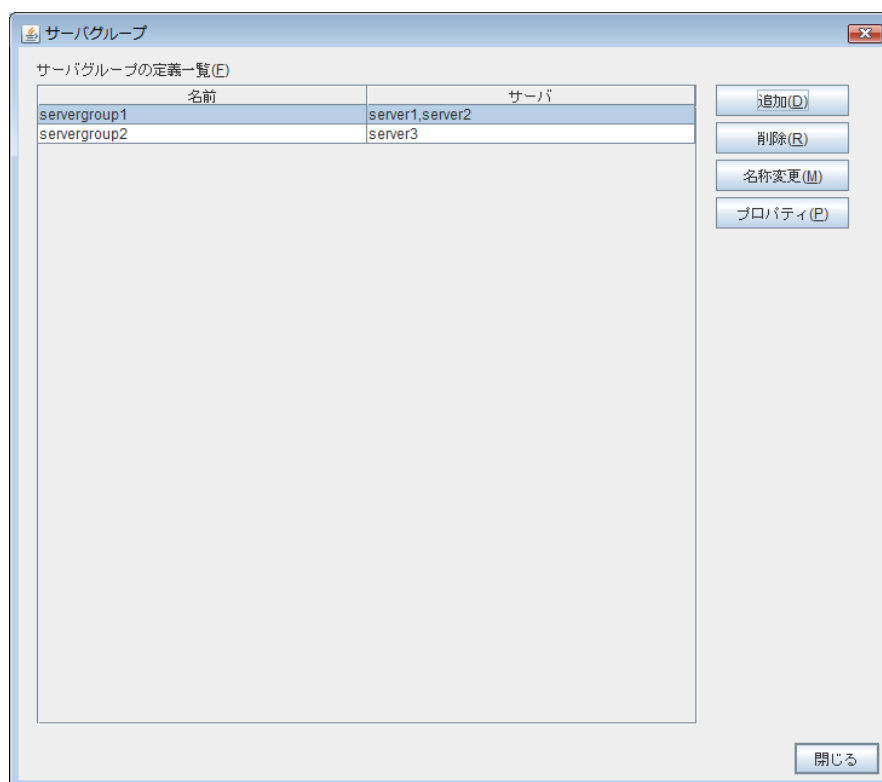 サーバグループ
サーバグループの定義一覧(F)
名前 サーバ
servergroup1 server1,server2
servergroup2 server3
追加(D)
削除(R)
名称変更(M)
プロパティ(P)
閉じる